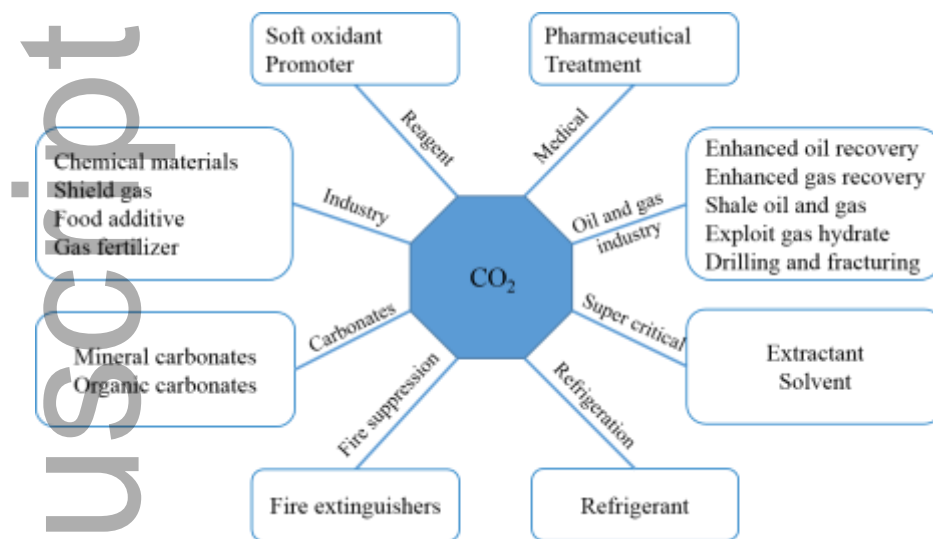 Soft oxidant
Promoter
Pharmaceutical
Treatment
Reagent
Medical
Chemical materials
Shield gas
Food additive
Gas fertilizer
Industry
Oil and gas
industry
Enhanced oil recovery
Enhanced gas recovery
Shale oil and gas
Exploit gas hydrate
Drilling and fracturing
CO₂
Carbonates
Mineral carbonates
Organic carbonates
Super critical
Extractant
Solvent
Fire suppression
Fire extinguishers
Refrigeration
Refrigerant
uscript